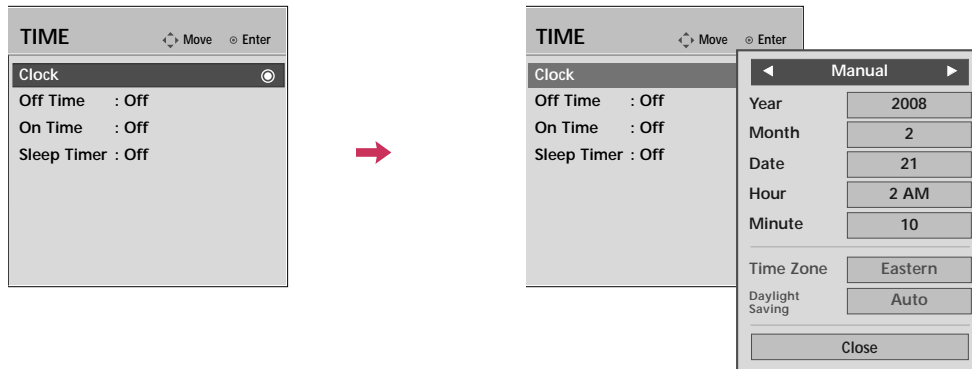 TIME Move Enter
Clock
Off Time : Off
On Time : Off
Sleep Timer : Off
TIME Move Enter
Clock
Off Time : Off
On Time : Off
Sleep Timer : Off
Manual
Year 2008
Month 2
Date 21
Hour 2 AM
Minute 10
Time Zone Eastern
Daylight
Saving Auto
Close